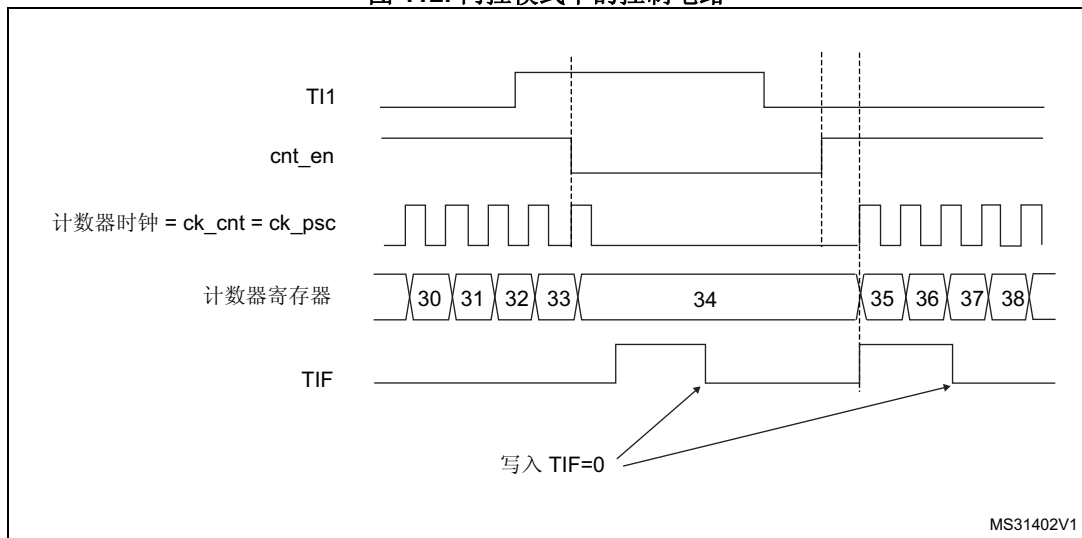 TI1
cnt_en
计数器时钟 = ck_cnt = ck_psc
计数器寄存器 30 31 32 33 34 35 36 37 38
TIF
写入 TIF=0
MS31402V1